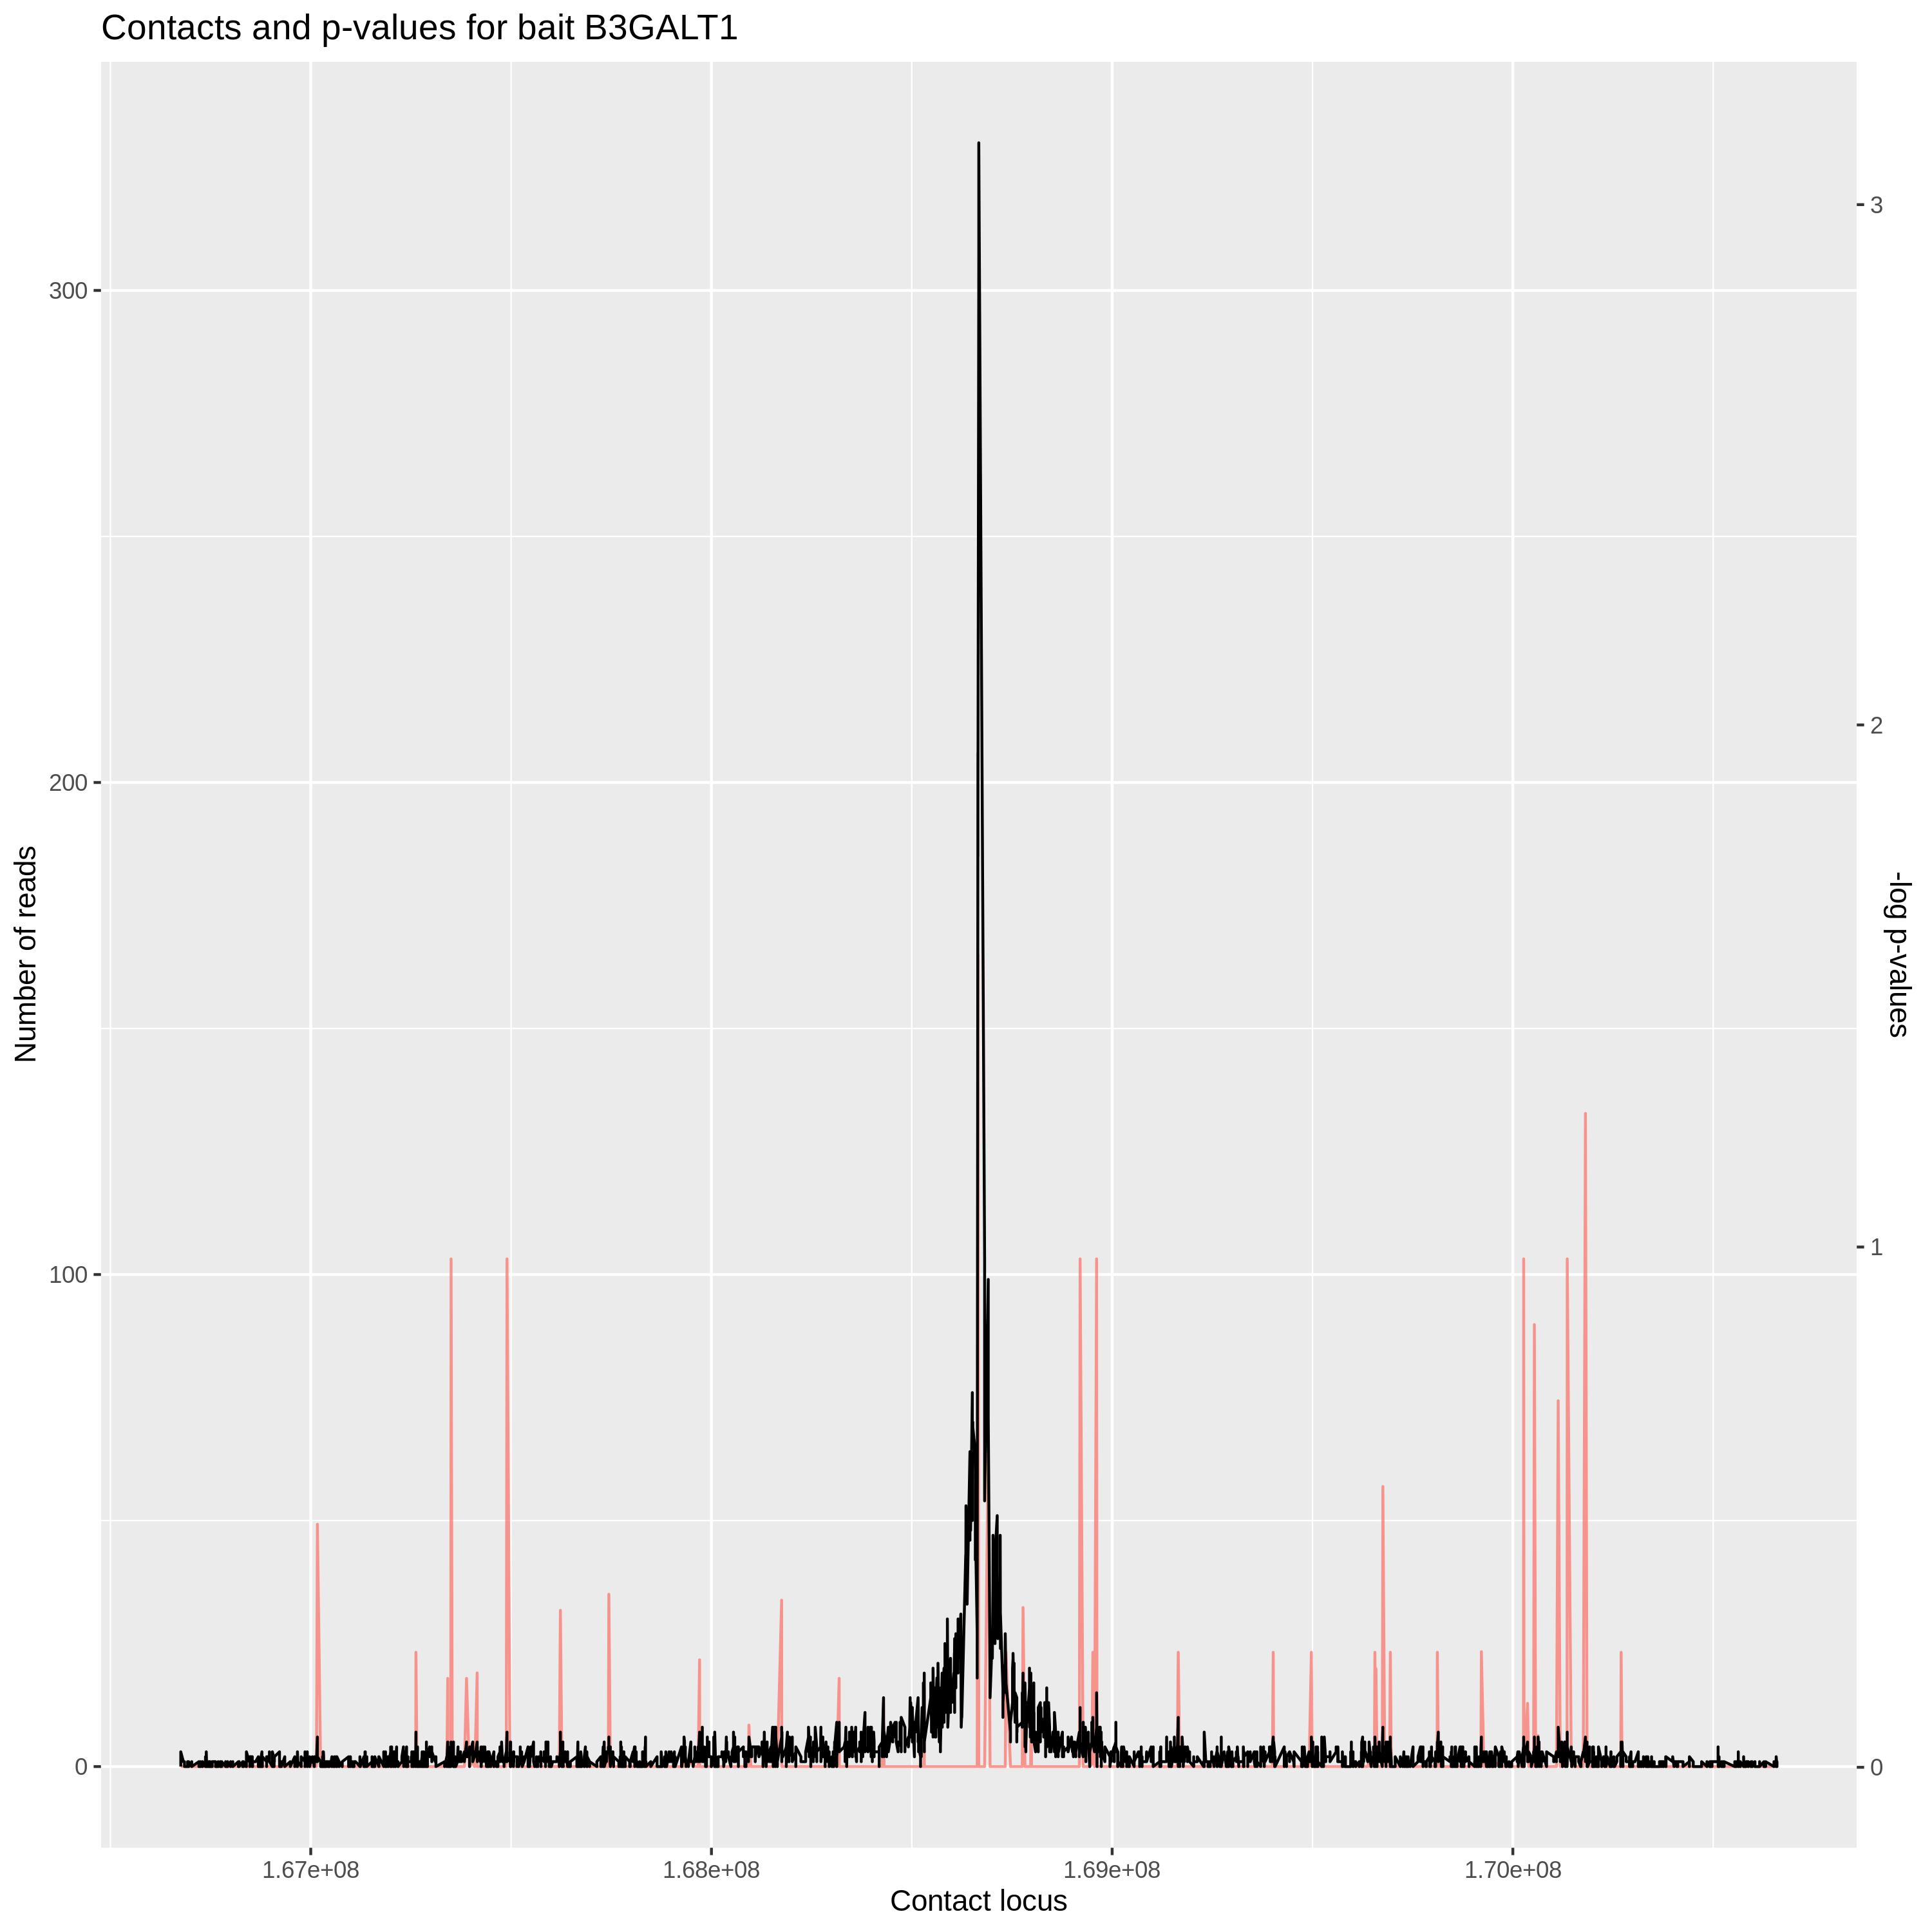 Contacts and p-values for bait B3GALT1
Number of reads
300
200
100
0
3
2
1
0
-log p-values
1.67e+08 1.68e+08 1.69e+08 1.70e+08
Contact locus